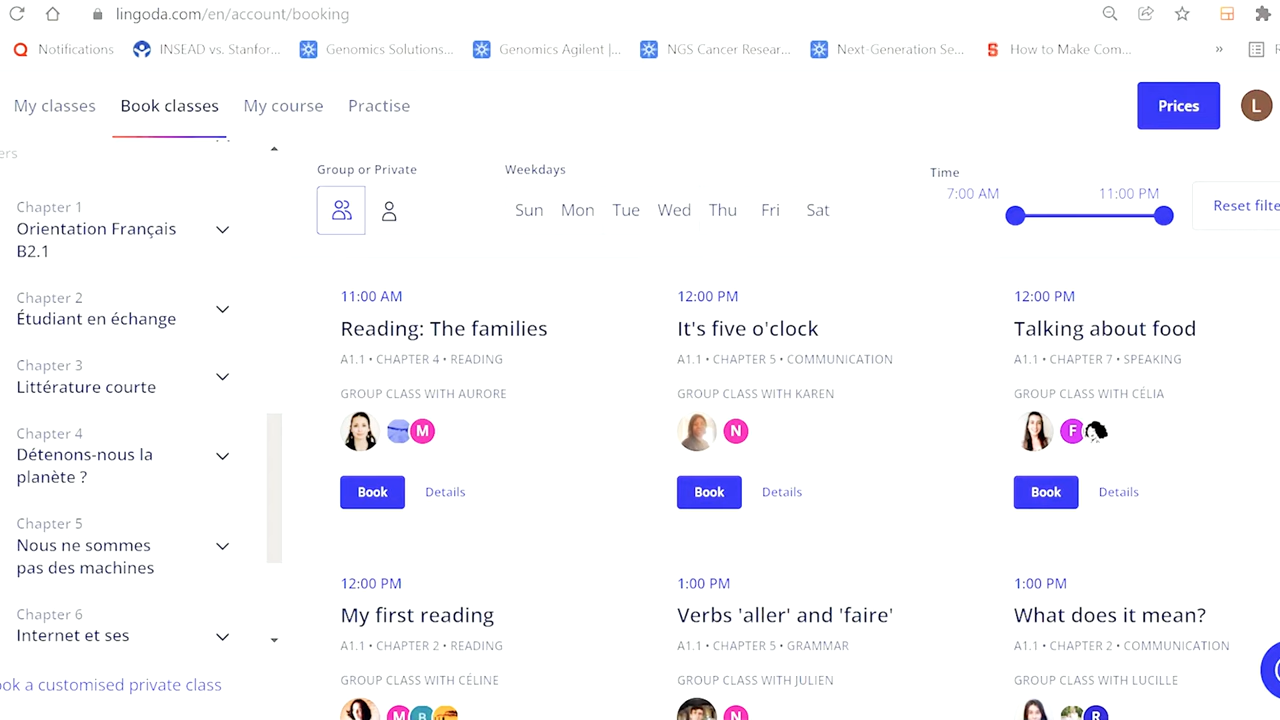 lingoda.com/en/account/booking
Notifications INSEAD vs. Stanfor... Genomics Solutions... Genomics Agilent |... NGS Cancer Resear... Next-Generation Se... S How to Make Com... »
My classes Book classes My course Practise Prices L
ers
Chapter 1
Orientation Français
B2.1
Chapter 2
Étudiant en échange
Chapter 3
Littérature courte
Chapter 4
Détenons-nous la
planète ?
Chapter 5
Nous ne sommes
pas des machines
Chapter 6
Internet et ses
ook a customised private class
Group or Private Weekdays Time
7:00 AM 11:00 PM
Sun Mon Tue Wed Thu Fri Sat
Reset filte
11:00 AM
Reading: The families
A1.1 • CHAPTER 4 • READING
GROUP CLASS WITH AURORE
M
Book Details
12:00 PM
It's five o'clock
A1.1 • CHAPTER 5 • COMMUNICATION
GROUP CLASS WITH KAREN
N
Book Details
12:00 PM
Talking about food
A1.1 • CHAPTER 7 • SPEAKING
GROUP CLASS WITH CÉLIA
F
Book Details
12:00 PM
My first reading
A1.1 • CHAPTER 2 • READING
GROUP CLASS WITH CÉLINE
M B
1:00 PM
Verbs 'aller' and 'faire'
A1.1 • CHAPTER 5 • GRAMMAR
GROUP CLASS WITH JULIEN
N
1:00 PM
What does it mean?
A1.1 • CHAPTER 2 • COMMUNICATION
GROUP CLASS WITH LUCILLE
R